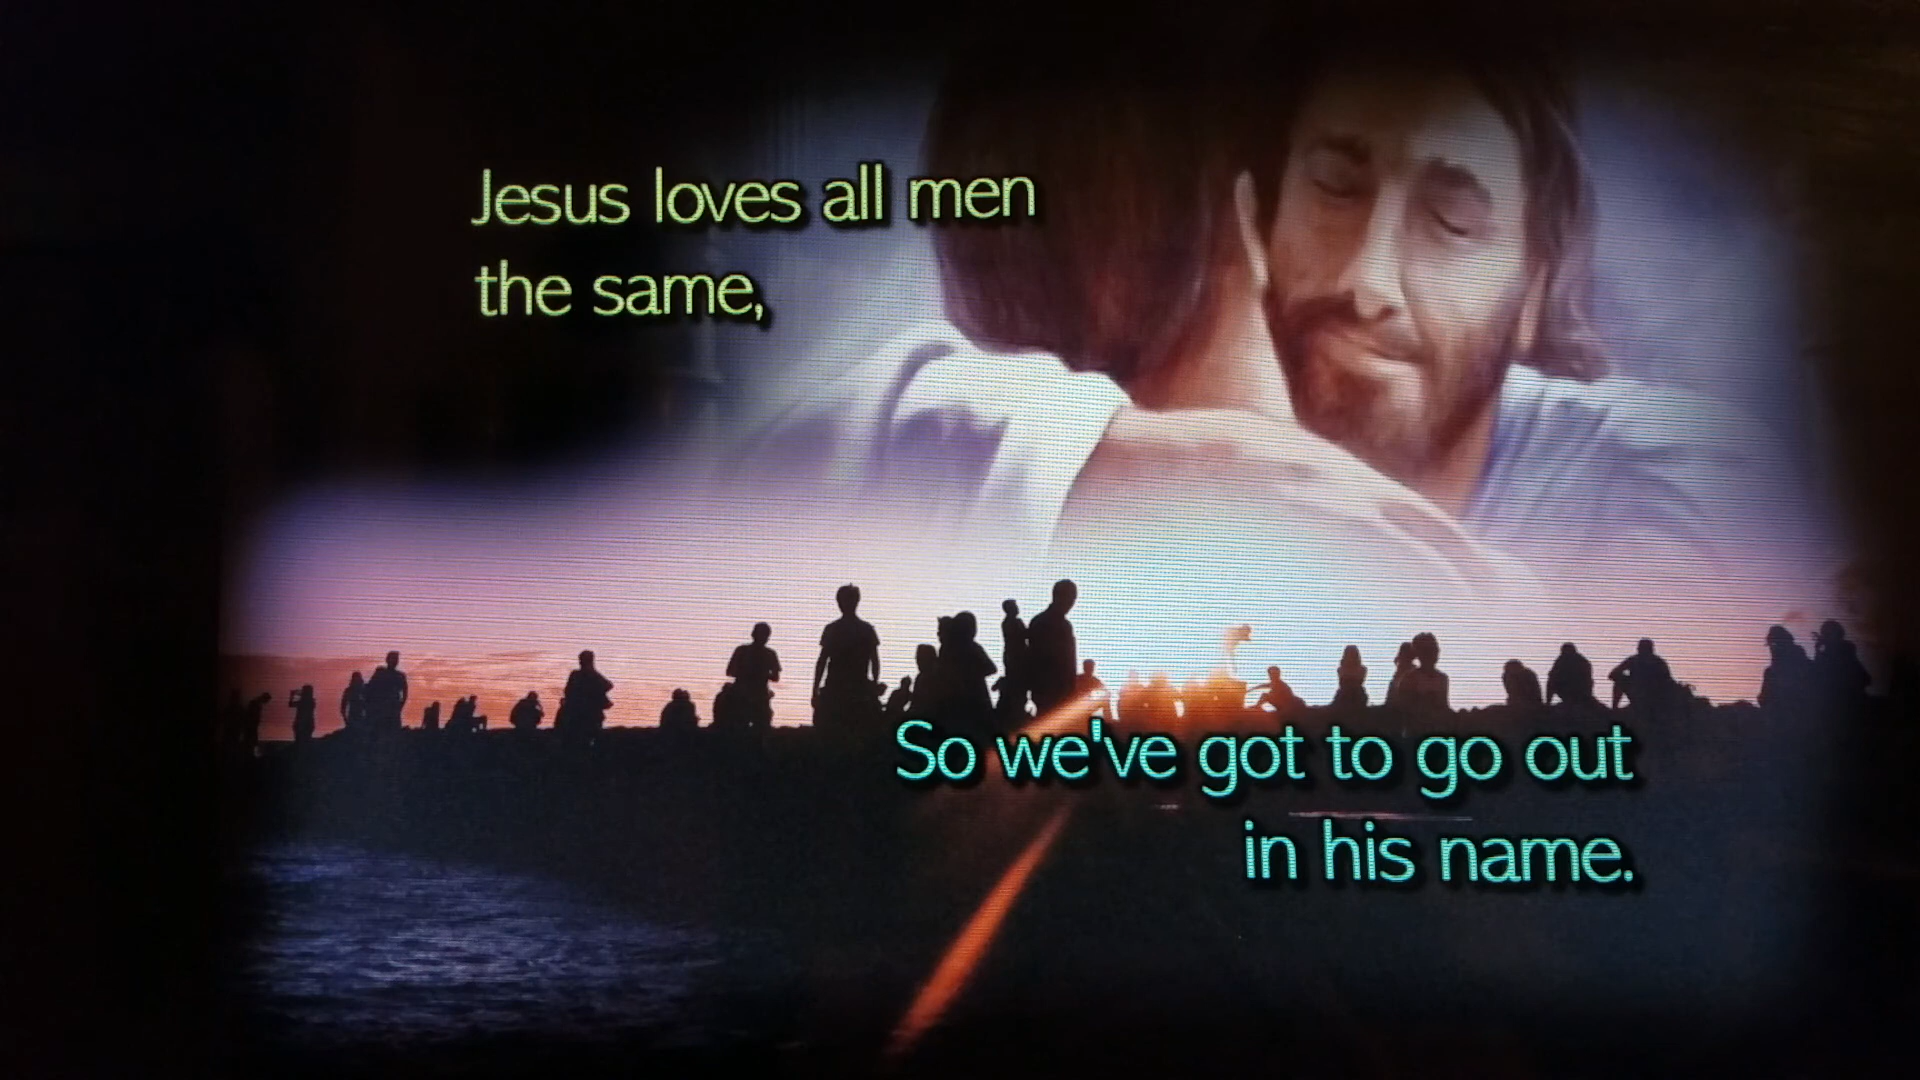 Jesus loves all men
the same,
So we've got to go out
in his name.